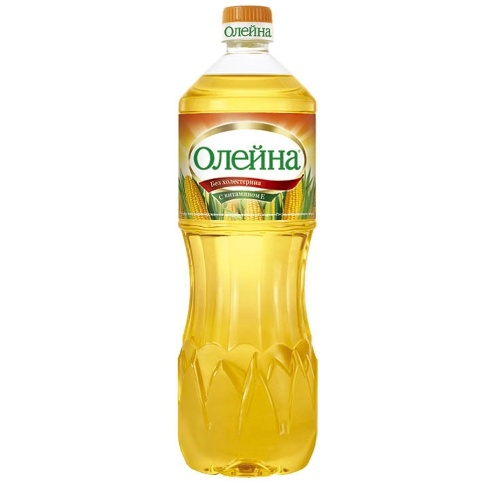 Олейна
Олейна
Без холестерина
С витамином Е